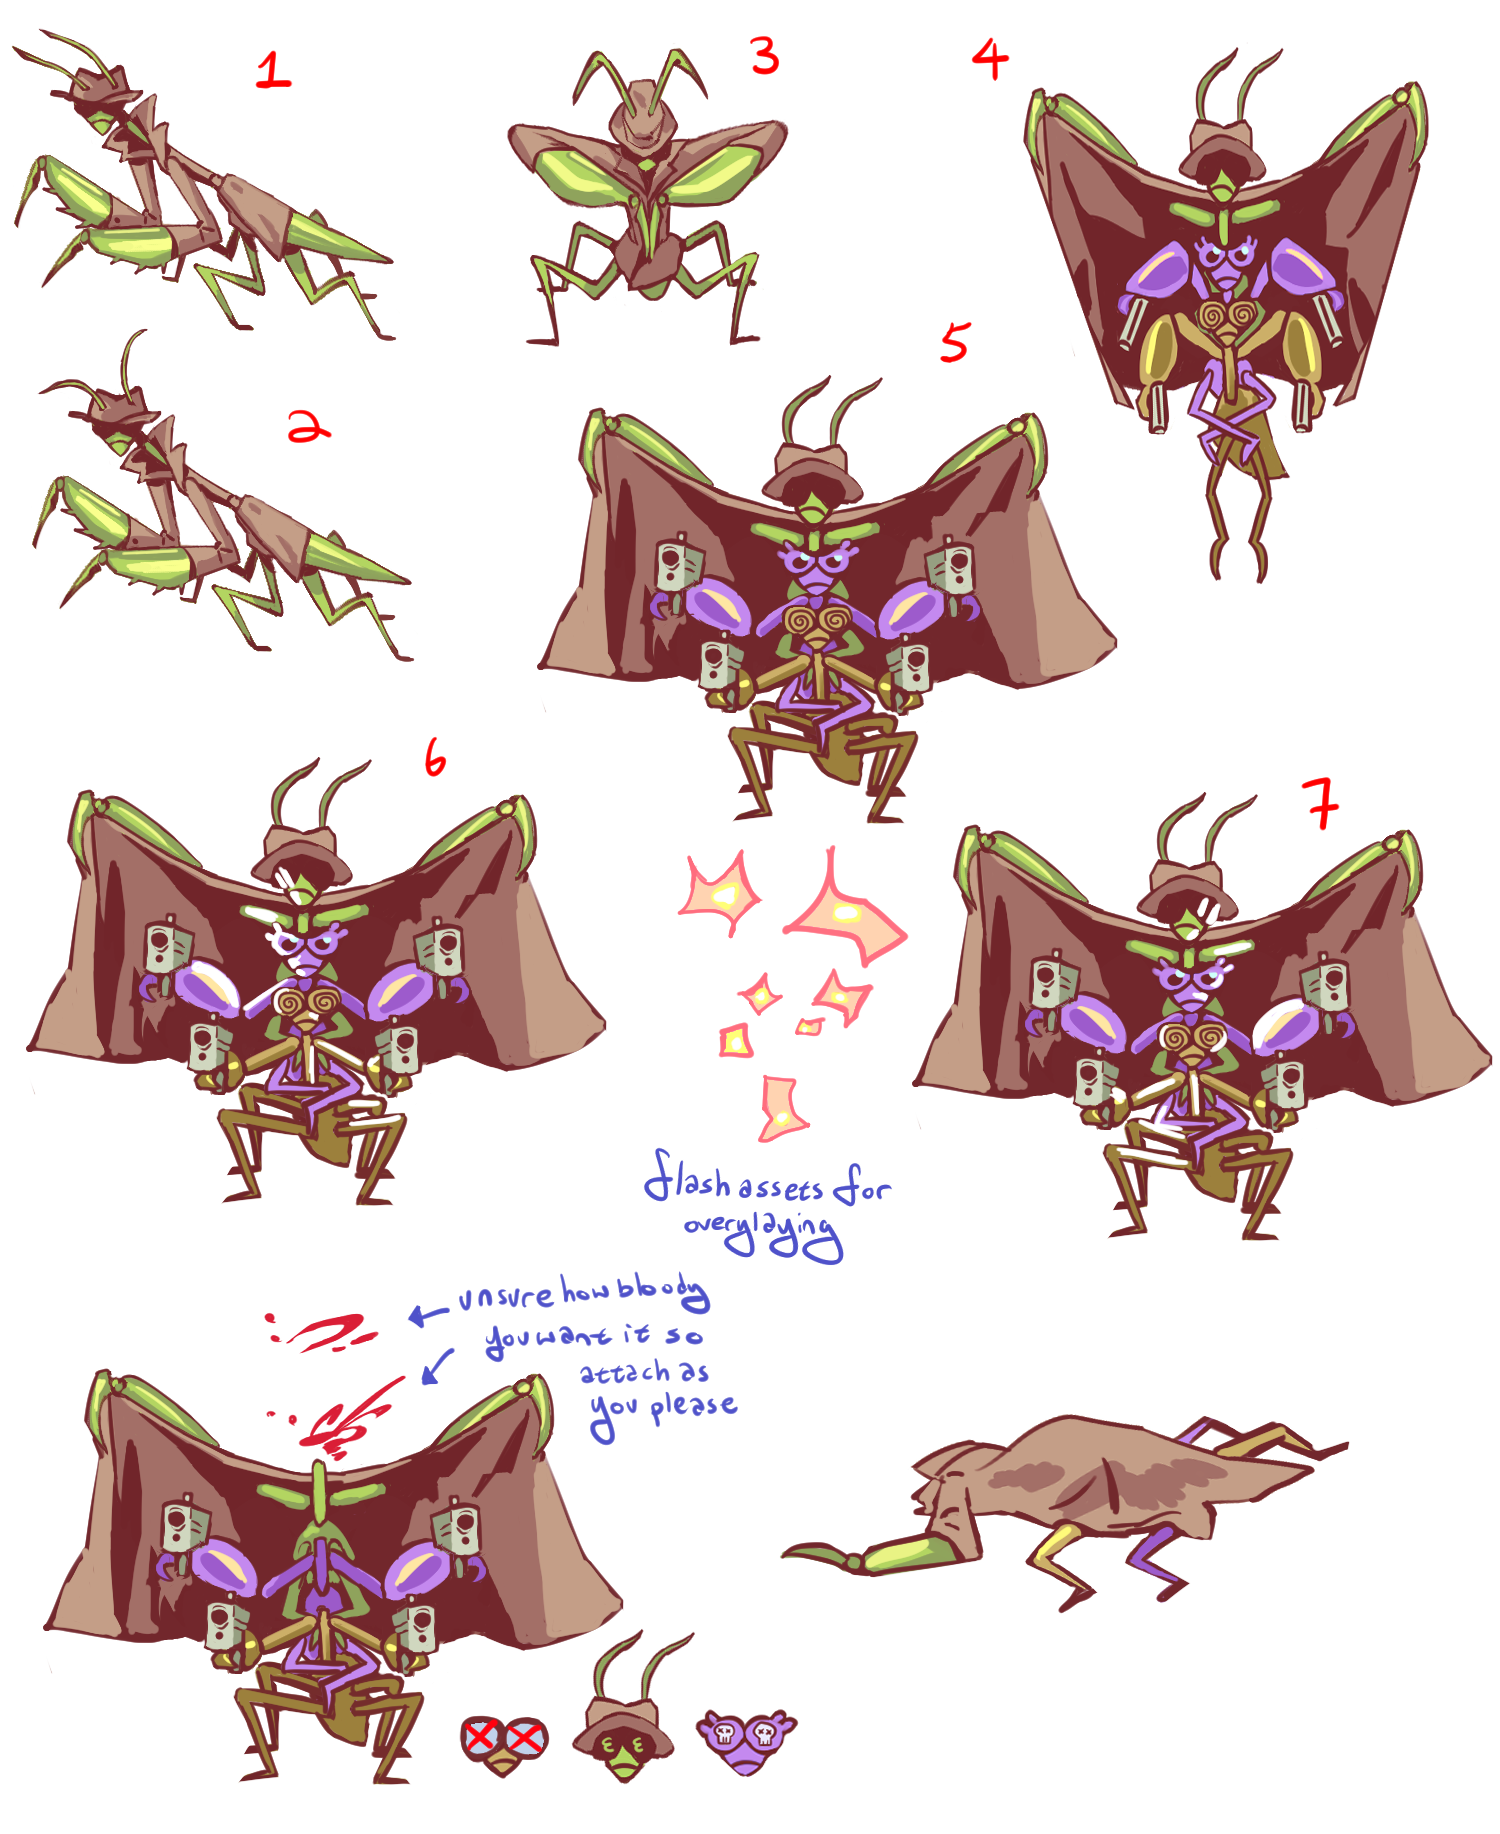 1
3
4
2
5
6
7
flash assets for
overylaying
unsure how bloody
you want it so
attach as
you please